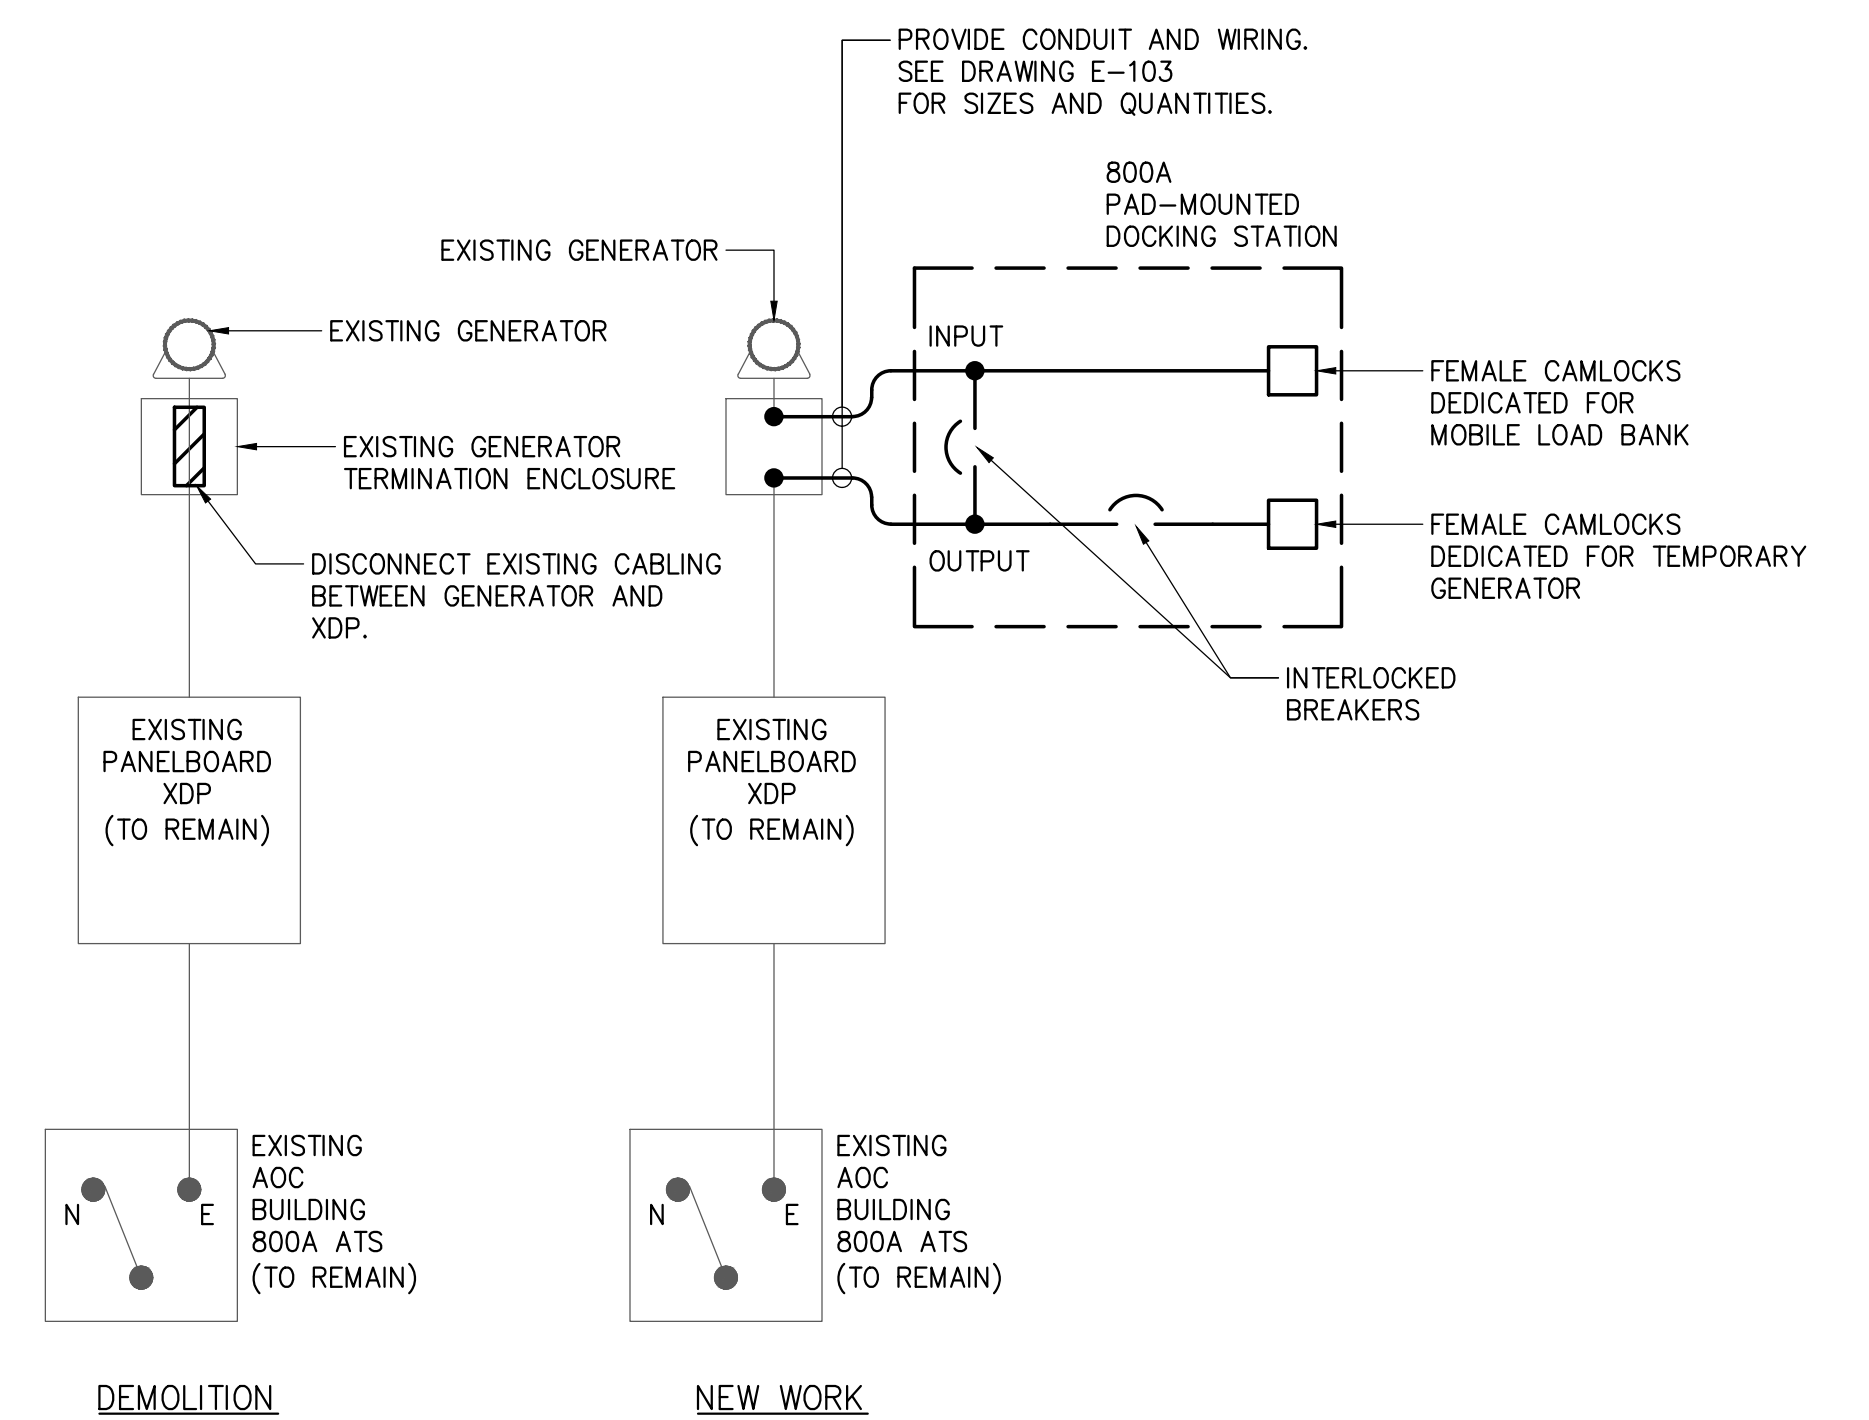 PROVIDE CONDUIT AND WIRING.
SEE DRAWING E-103
FOR SIZES AND QUANTITIES.
800A
PAD-MOUNTED
DOCKING STATION
EXISTING GENERATOR
EXISTING GENERATOR
INPUT
FEMALE CAMLOCKS
DEDICATED FOR
MOBILE LOAD BANK
EXISTING GENERATOR
TERMINATION ENCLOSURE
FEMALE CAMLOCKS
DEDICATED FOR TEMPORARY
GENERATOR
OUTPUT
DISCONNECT EXISTING CABLING
BETWEEN GENERATOR AND
XDP.
INTERLOCKED
BREAKERS
EXISTING
PANELBOARD
XDP
(TO REMAIN)
EXISTING
PANELBOARD
XDP
(TO REMAIN)
N
E
EXISTING
AOC
BUILDING
800A ATS
(TO REMAIN)
N
E
EXISTING
AOC
BUILDING
800A ATS
(TO REMAIN)
DEMOLITION
NEW WORK